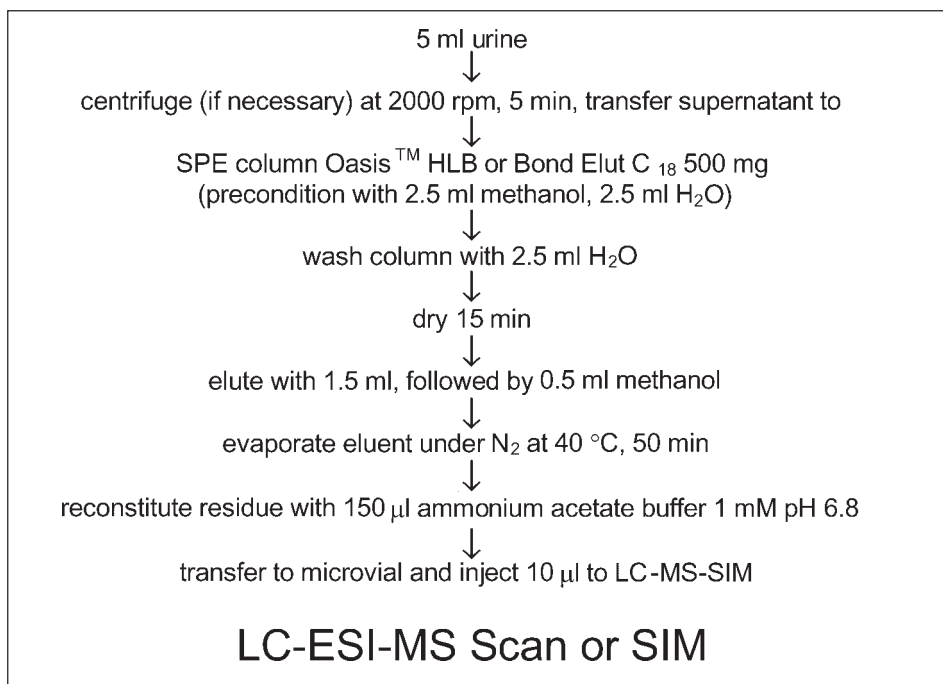 5 ml urine
centrifuge (if necessary) at 2000 rpm, 5 min, transfer supernatant to
SPE column Oasis™ HLB or Bond Elut C 18 500 mg
(precondition with 2.5 ml methanol, 2.5 ml H₂O)
wash column with 2.5 ml H₂O
dry 15 min
elute with 1.5 ml, followed by 0.5 ml methanol
evaporate eluent under N₂ at 40 °C, 50 min
reconstitute residue with 150 µl ammonium acetate buffer 1 mM pH 6.8
transfer to microvial and inject 10 µl to LC-MS-SIM
LC-ESI-MS Scan or SIM